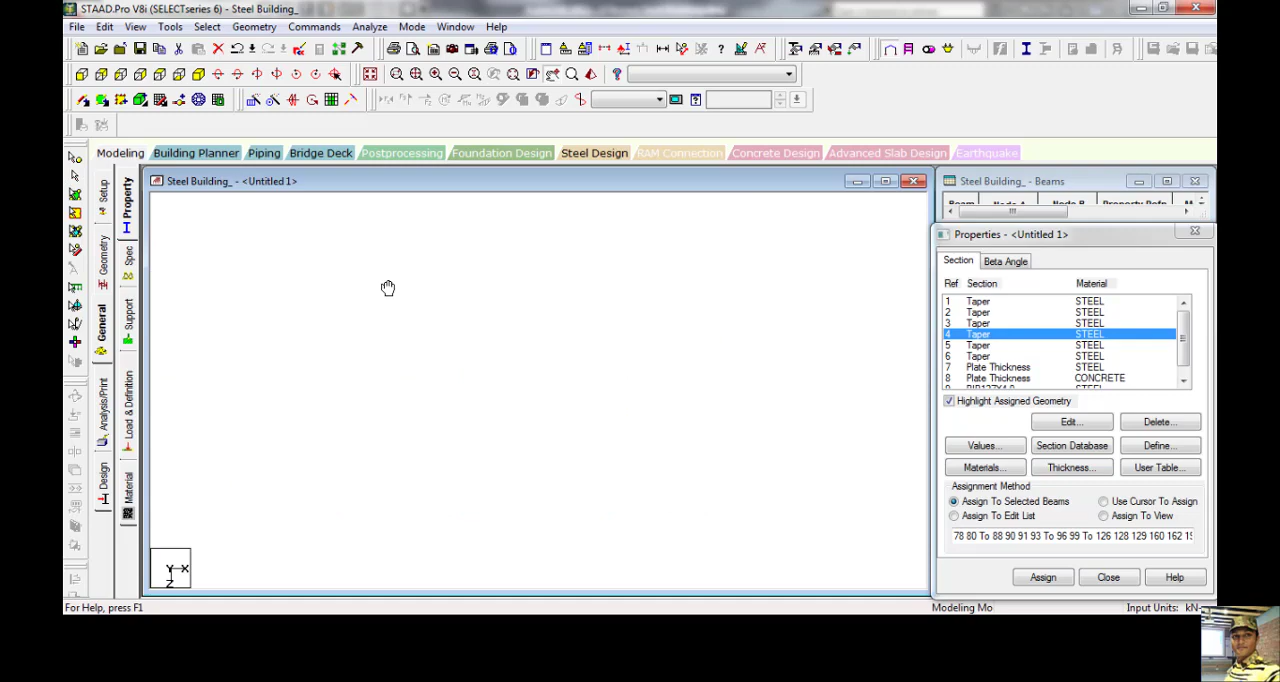 STAAD.Pro V8i (SELECTseries 6) - Steel Building_
File Edit View Tools Select Geometry Commands Analyze Mode Window Help
Modeling Building Planner Piping Bridge Deck Postprocessing Foundation Design Steel Design RAM Connection Concrete Design Advanced Slab Design Earthquake
Steel Building_ - <Untitled 1>
Steel Building_ - Beams
Beam Node A Node B Property Refn
Setup
Geometry
General
Analysis/Print
Design
Property
Spec
Support
Load & Definition
Material
Properties - <Untitled 1>
Section Beta Angle
Ref Section Material
1 Taper STEEL
2 Taper STEEL
3 Taper STEEL
4 Taper STEEL
5 Taper STEEL
6 Taper STEEL
7 Plate Thickness STEEL
8 Plate Thickness CONCRETE
Highlight Assigned Geometry
Edit... Delete...
Values... Section Database Define...
Materials... Thickness... User Table...
Assignment Method
Assign To Selected Beams Use Cursor To Assign
Assign To Edit List Assign To View
78 80 To 88 90 91 93 To 96 99 To 126 128 129 160 162 15
Assign Close Help
Y X
Z
For Help, press F1 Modeling Mo Input Units: kN-